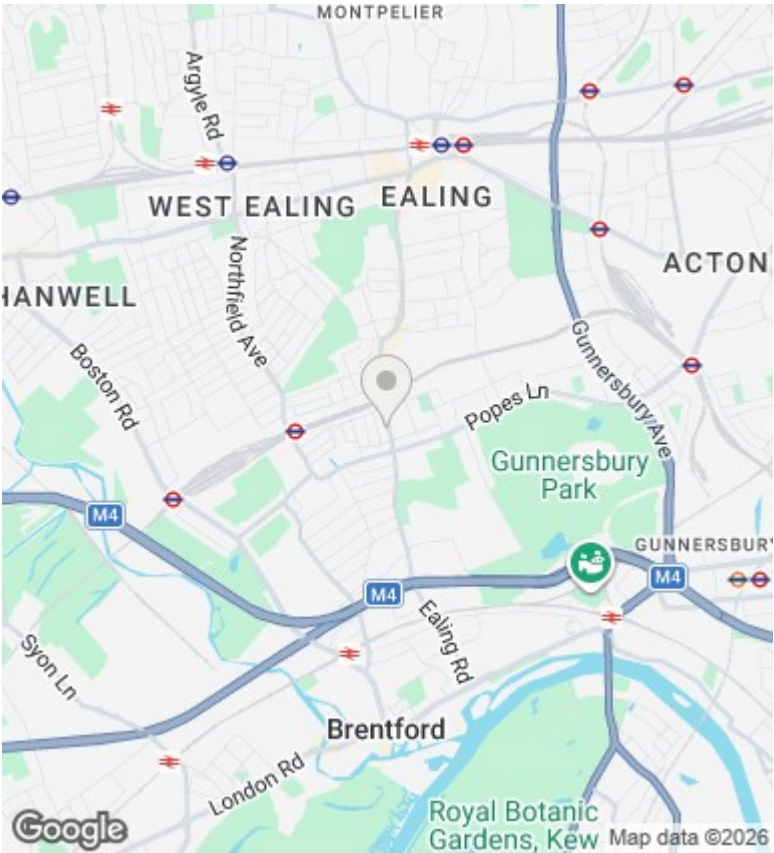 MONTPELIER
Argyle Rd
WEST EALING
EALING
HANWELL
Northfield Ave
ACTON
Boston Rd
Gunnersbury Ave
Popes Ln
Gunnersbury
Park
M4
GUNNERSBURY
M4
M4
Ealing Rd
Syon Ln
Brentford
London Rd
Royal Botanic
Gardens, Kew
Google
Map data ©2026